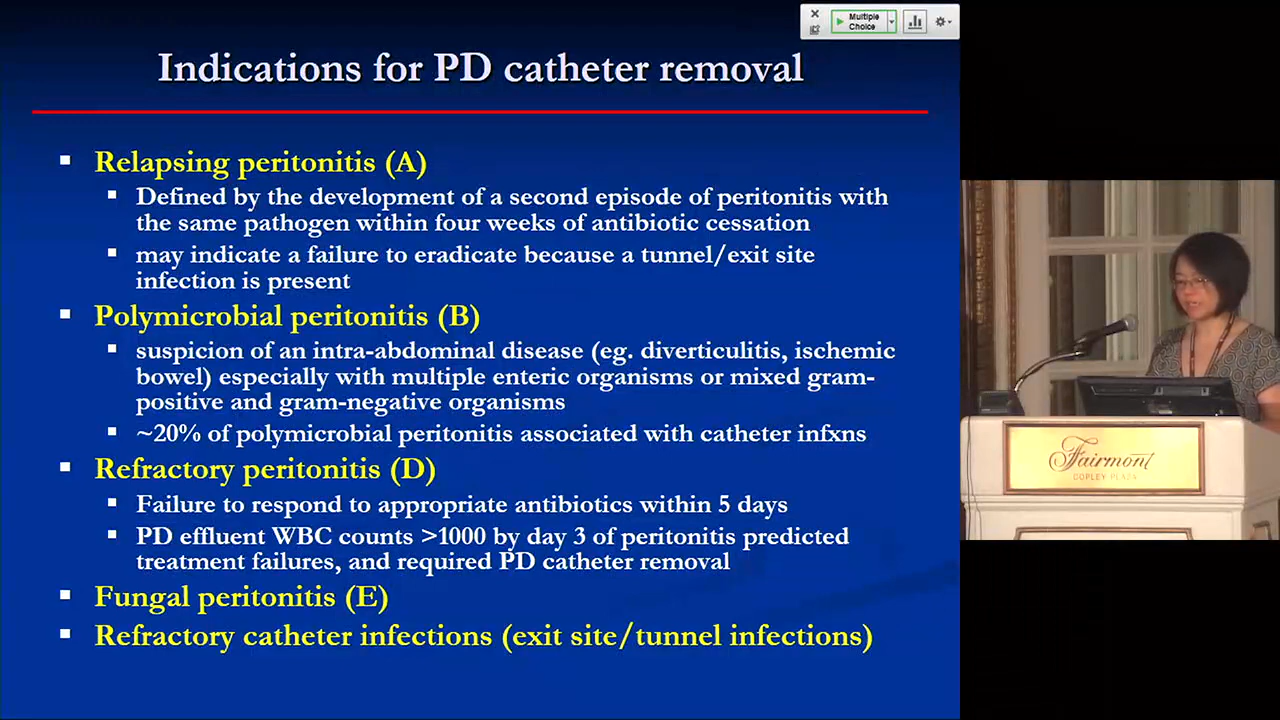 Multiple
Choice
Indications for PD catheter removal
Relapsing peritonitis (A)
Defined by the development of a second episode of peritonitis with
the same pathogen within four weeks of antibiotic cessation
may indicate a failure to eradicate because a tunnel/exit site
infection is present
Polymicrobial peritonitis (B)
suspicion of an intra-abdominal disease (eg. diverticulitis, ischemic
bowel) especially with multiple enteric organisms or mixed gram-
positive and gram-negative organisms
~20% of polymicrobial peritonitis associated with catheter infxns
Refractory peritonitis (D)
Failure to respond to appropriate antibiotics within 5 days
PD effluent WBC counts >1000 by day 3 of peritonitis predicted
treatment failures, and required PD catheter removal
Fungal peritonitis (E)
Refractory catheter infections (exit site/tunnel infections)
Fairmont
COPLEY PLAZA